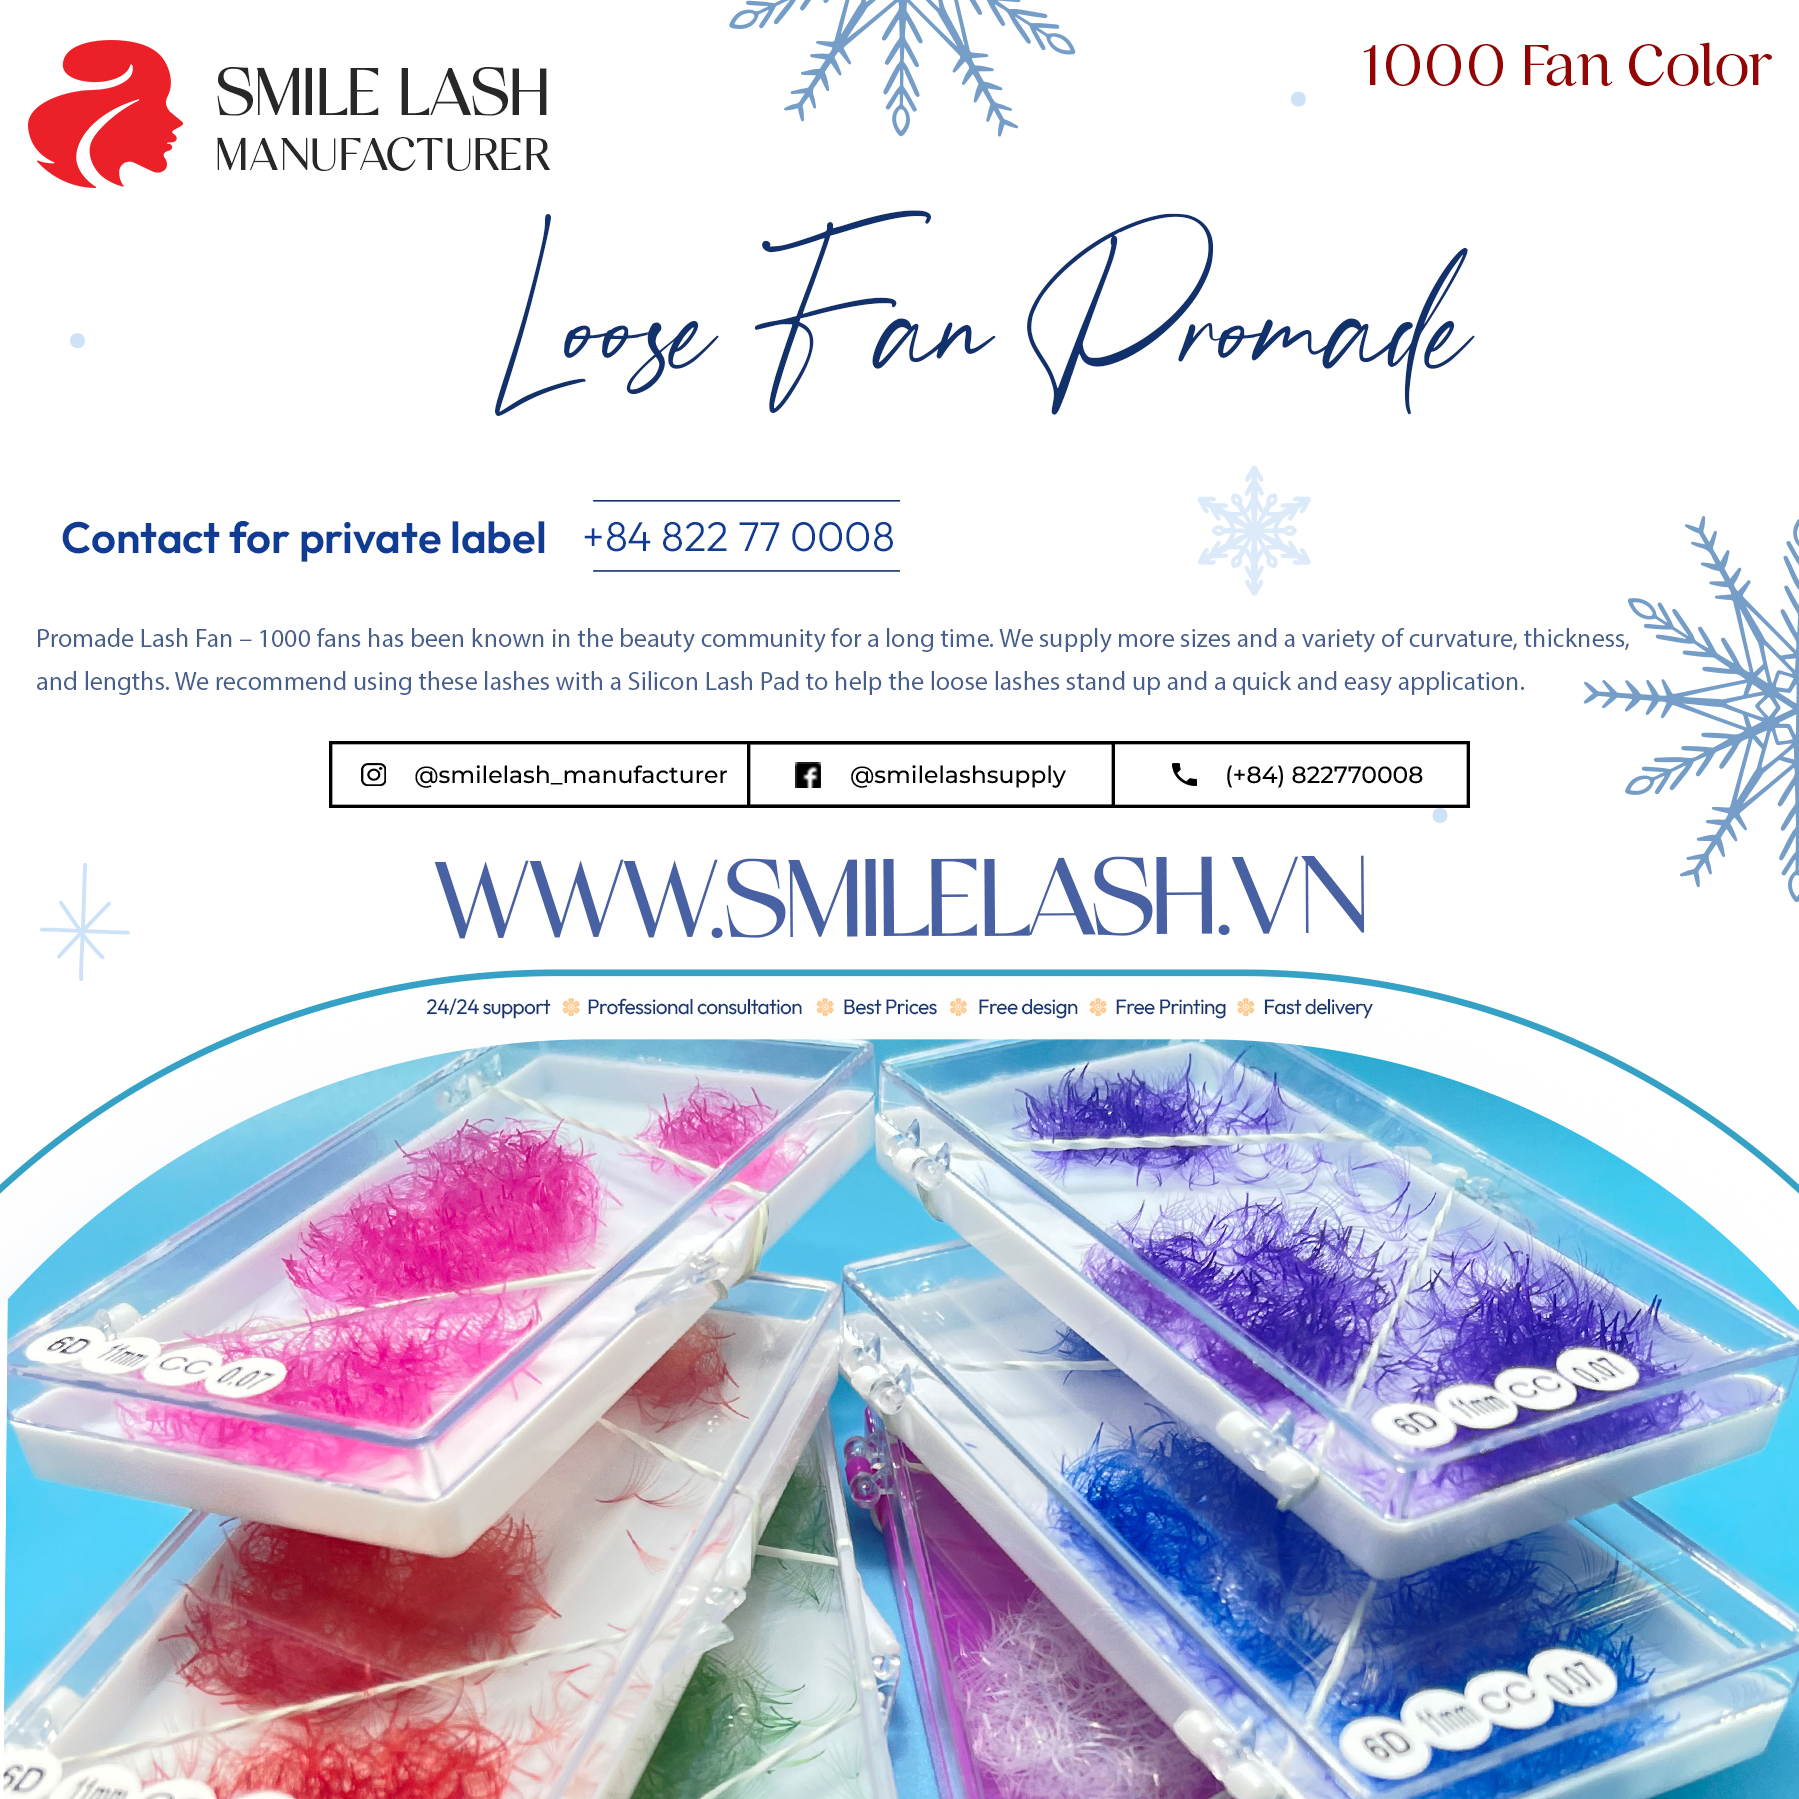 SMILE LASH
MANUFACTURER
1000 Fan Color
Loose Fan Promade
Contact for private label +84 822 77 0008
Promade Lash Fan – 1000 fans has been known in the beauty community for a long time. We supply more sizes and a variety of curvature, thickness,
and lengths. We recommend using these lashes with a Silicon Lash Pad to help the loose lashes stand up and a quick and easy application.
@smilelash_manufacturer @smilelashsupply (+84) 822770008
WWW.SMILELASH.VN
24/24 support Professional consultation Best Prices Free design Free Printing Fast delivery
6D 11mm CC 0.07
6D 11mm CC 0.07
6D 11mm CC 0.07
6D 11mm